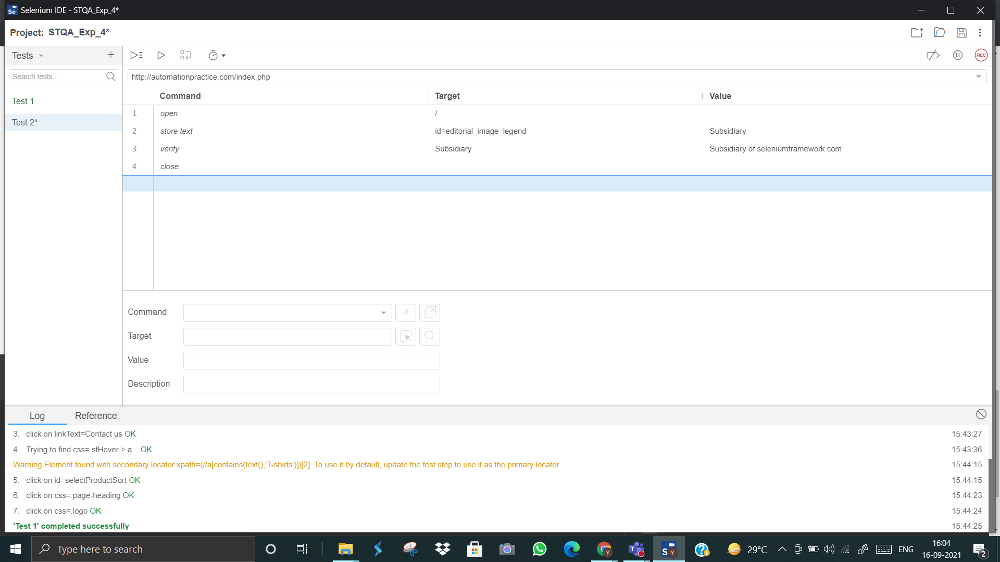 Selenium IDE - STQA_Exp_4*
Project: STQA_Exp_4*
Tests
Search tests...
Test 1
Test 2*
REC
http://automationpractice.com/index.php
Command Target Value
1 open /
2 store text id=editorial_image_legend Subsidiary
3 verify Subsidiary Subsidiary of seleniumframework.com
4 close
Command //
Target
Value
Description
Log Reference
3. click on linkText=Contact us OK 15:43:27
4. Trying to find css=.sfHover > a... OK 15:43:36
Warning Element found with secondary locator xpath=(//a[contains(text(),'T-shirts')])[2]. To use it by default, update the test step to use it as the primary locator. 15:44:15
5. click on id=selectProductSort OK 15:44:15
6. click on css=.page-heading OK 15:44:23
7. click on css=.logo OK 15:44:24
'Test 1' completed successfully 15:44:25
Type here to search
29°C
ENG
16:04
16-09-2021
2